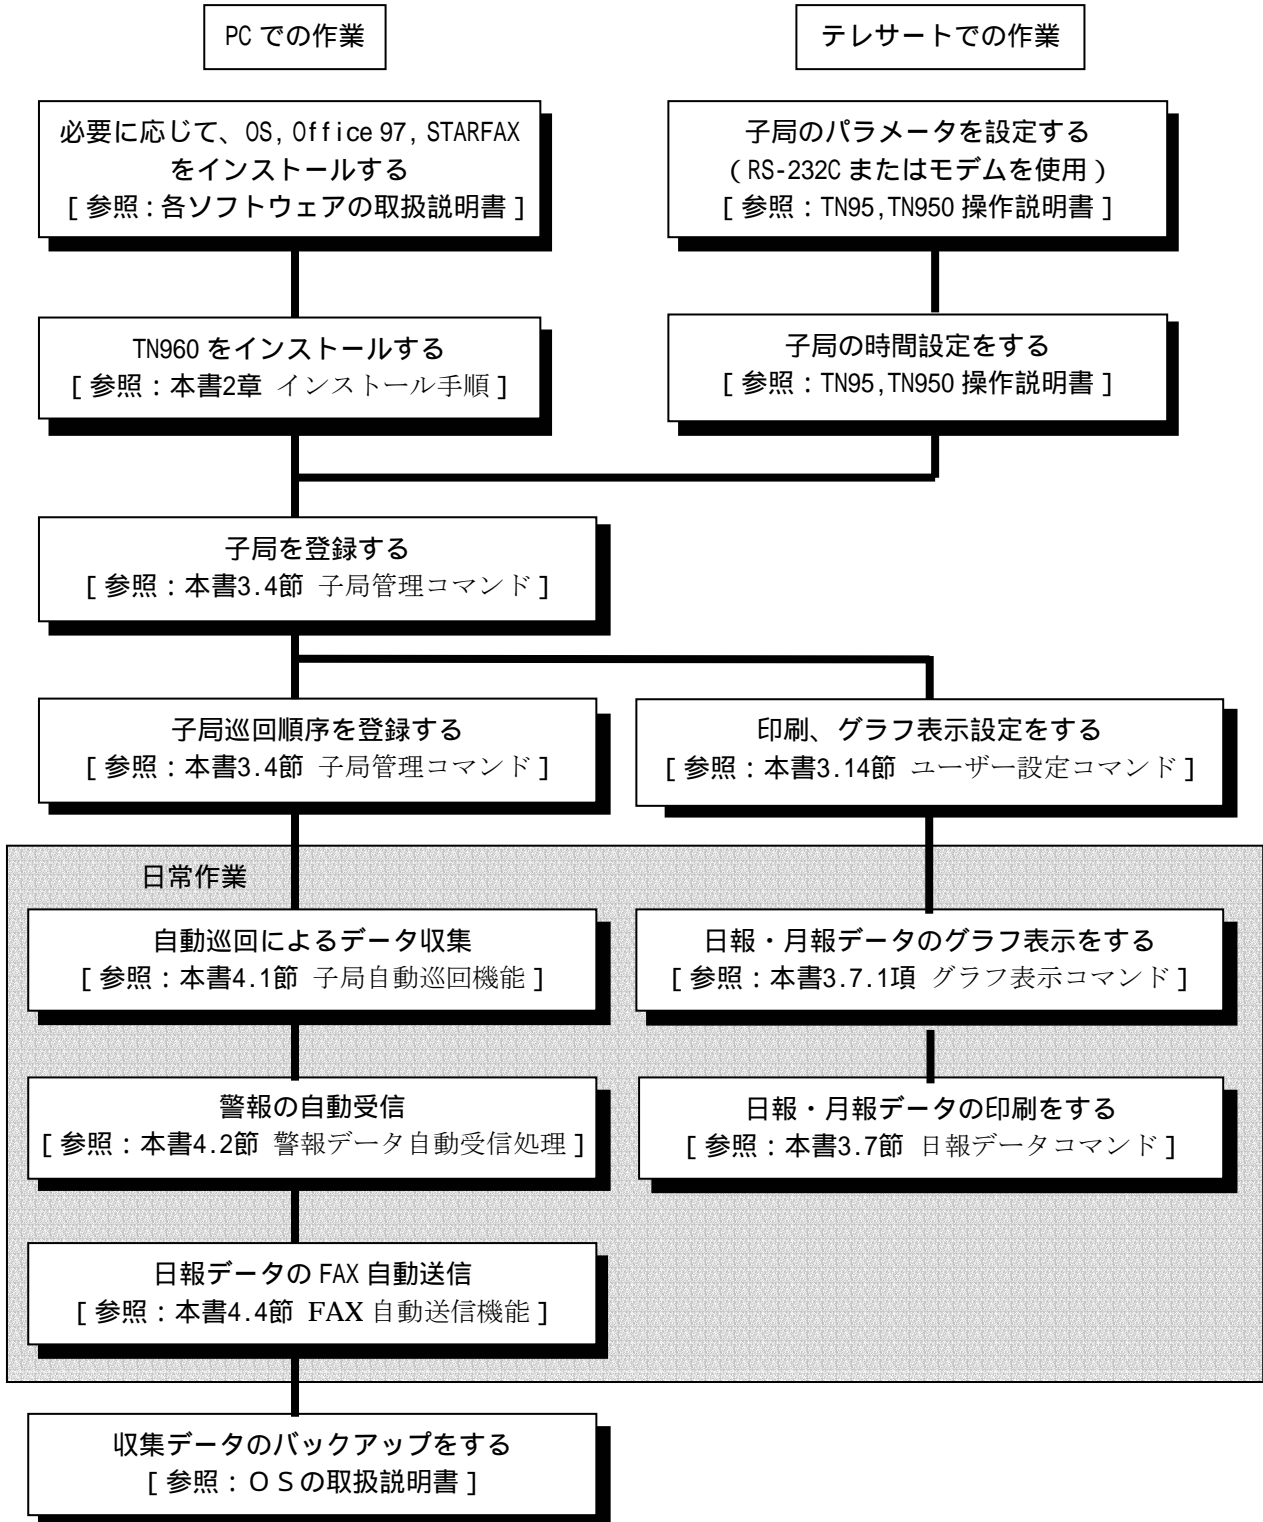 PC での作業
テレサートでの作業
必要に応じて、OS, Office 97, STARFAX
をインストールする
[ 参照：各ソフトウェアの取扱説明書 ]
子局のパラメータを設定する
（RS-232C またはモデムを使用）
[ 参照：TN95,TN950 操作説明書 ]
TN960 をインストールする
[ 参照：本書2章 インストール手順 ]
子局の時間設定をする
[ 参照：TN95,TN950 操作説明書 ]
子局を登録する
[ 参照：本書3.4節 子局管理コマンド ]
子局巡回順序を登録する
[ 参照：本書3.4節 子局管理コマンド ]
印刷、グラフ表示設定をする
[ 参照：本書3.14節 ユーザー設定コマンド ]
日常作業
自動巡回によるデータ収集
[ 参照：本書4.1節 子局自動巡回機能 ]
日報・月報データのグラフ表示をする
[ 参照：本書3.7.1項 グラフ表示コマンド ]
警報の自動受信
[ 参照：本書4.2節 警報データ自動受信処理 ]
日報・月報データの印刷をする
[ 参照：本書3.7節 日報データコマンド ]
日報データの FAX 自動送信
[ 参照：本書4.4節 FAX 自動送信機能 ]
収集データのバックアップをする
[ 参照：ＯＳの取扱説明書 ]